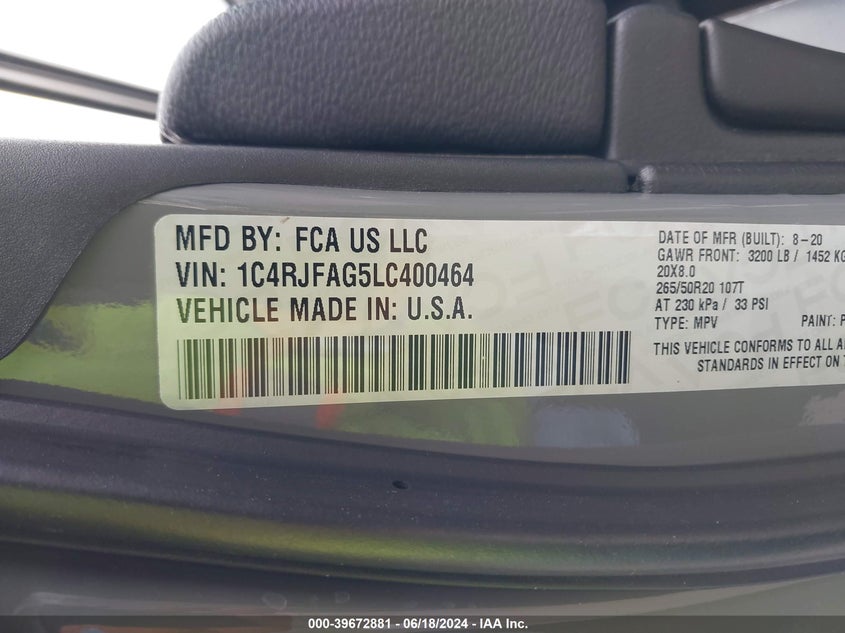 MFD BY: FCA US LLC
VIN: 1C4RJFAG5LC400464
VEHICLE MADE IN: U.S.A.
DATE OF MFR (BUILT): 8-20
GAWR FRONT: 3200 LB / 1452 KG
20X8.0
265/50R20 107T
AT 230 kPa / 33 PSI
TYPE: MPV PAINT: P
THIS VEHICLE CONFORMS TO ALL A
STANDARDS IN EFFECT ON T
000-39672881 - 06/18/2024 - IAA Inc.